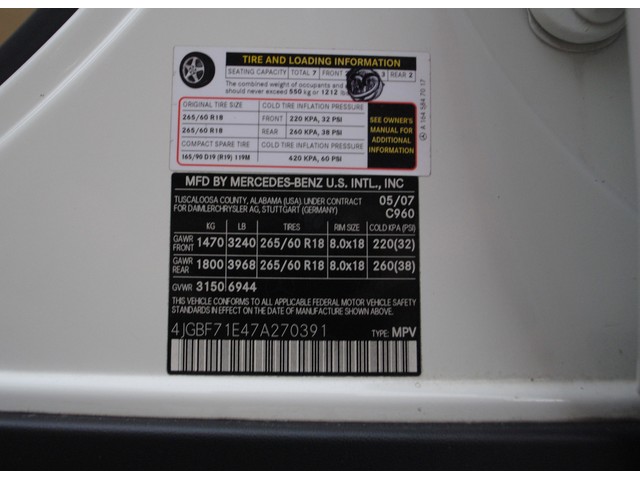 TIRE AND LOADING INFORMATION
SEATING CAPACITY TOTAL 7 FRONT 3 REAR 2
The combined weight of occupants and
should never exceed 550 kg or 1212
ORIGINAL TIRE SIZE COLD TIRE INFLATION PRESSURE
265/60 R18 FRONT 220 KPA, 32 PSI
265/60 R18 REAR 260 KPA, 38 PSI
COMPACT SPARE TIRE COLD TIRE INFLATION PRESSURE
165/90 D19 (R19) 119M 420 KPA, 60 PSI
SEE OWNER'S
MANUAL FOR
ADDITIONAL
INFORMATION
A 164 584 70 17
MFD BY MERCEDES-BENZ U.S. INTL., INC
TUSCALOOSA COUNTY, ALABAMA (USA). UNDER CONTRACT 05/07
FOR DAIMLERCHRYSLER AG, STUTTGART (GERMANY) C960
KG LB TIRES RIM SIZE COLD KPA (PSI)
GAWR FRONT 1470 3240 265/60 R18 8.0x18 220(32)
GAWR REAR 1800 3968 265/60 R18 8.0x18 260(38)
GVWR 3150 6944
THIS VEHICLE CONFORMS TO ALL APPLICABLE FEDERAL MOTOR VEHICLE SAFETY
STANDARDS IN EFFECT ON THE DATE OF MANUFACTURE SHOWN ABOVE.
4JGBF71E47A270391 TYPE: MPV